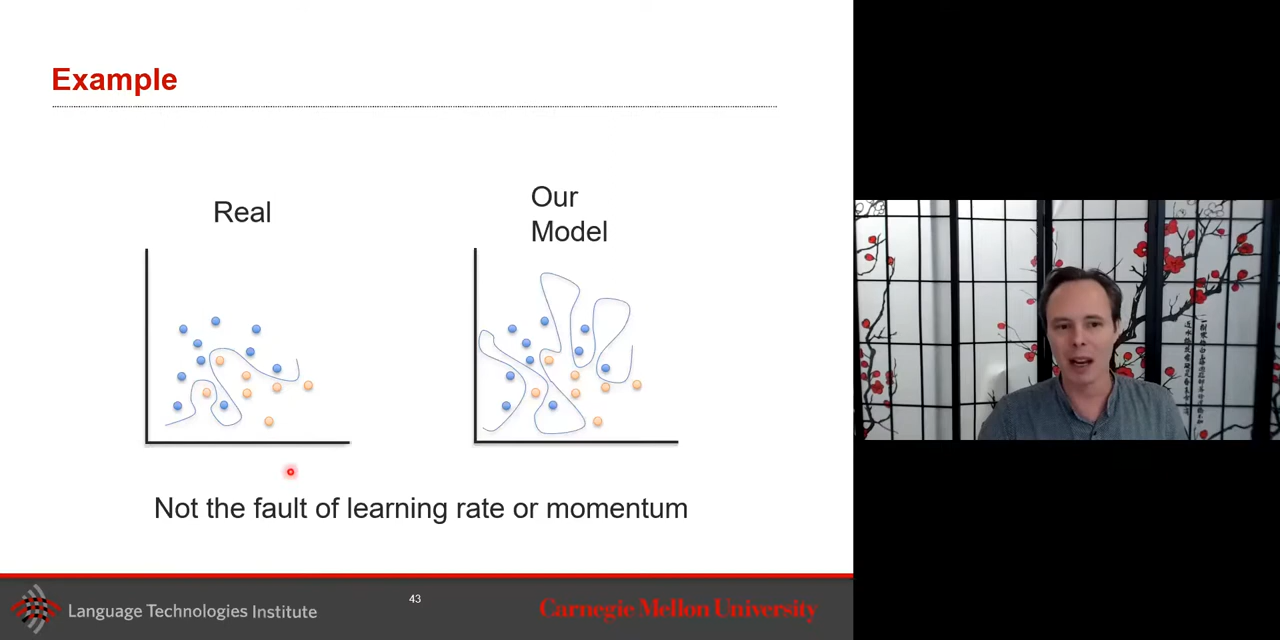 Example
Real
Our
Model
Not the fault of learning rate or momentum
Language Technologies Institute
43
Carnegie Mellon University